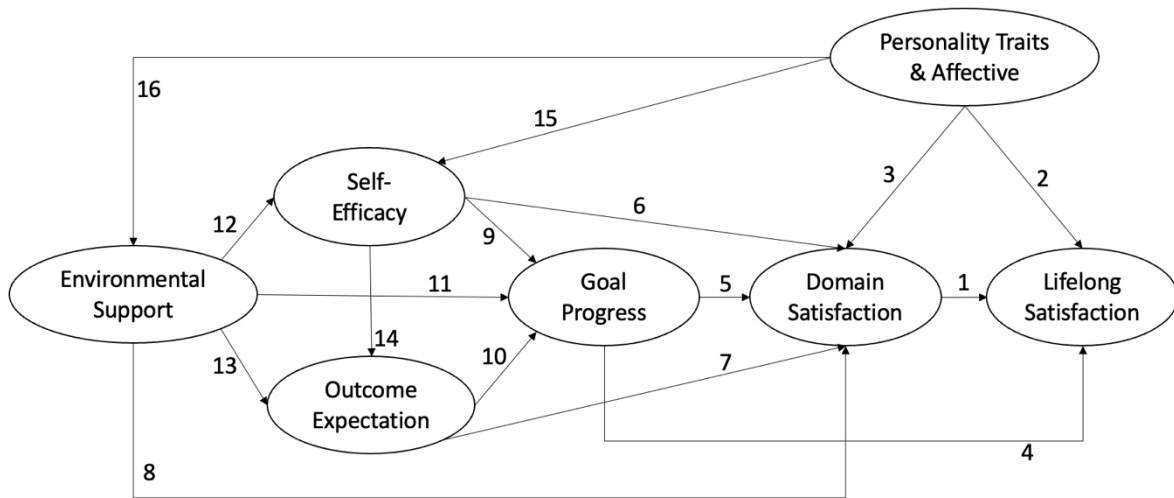 Personality Traits
& Affective
16
15
3
2
Self-
Efficacy
12
9
6
Environmental
Support
11
Goal
Progress
5
Domain
Satisfaction
1
Lifelong
Satisfaction
13
14
10
7
Outcome
Expectation
8
4